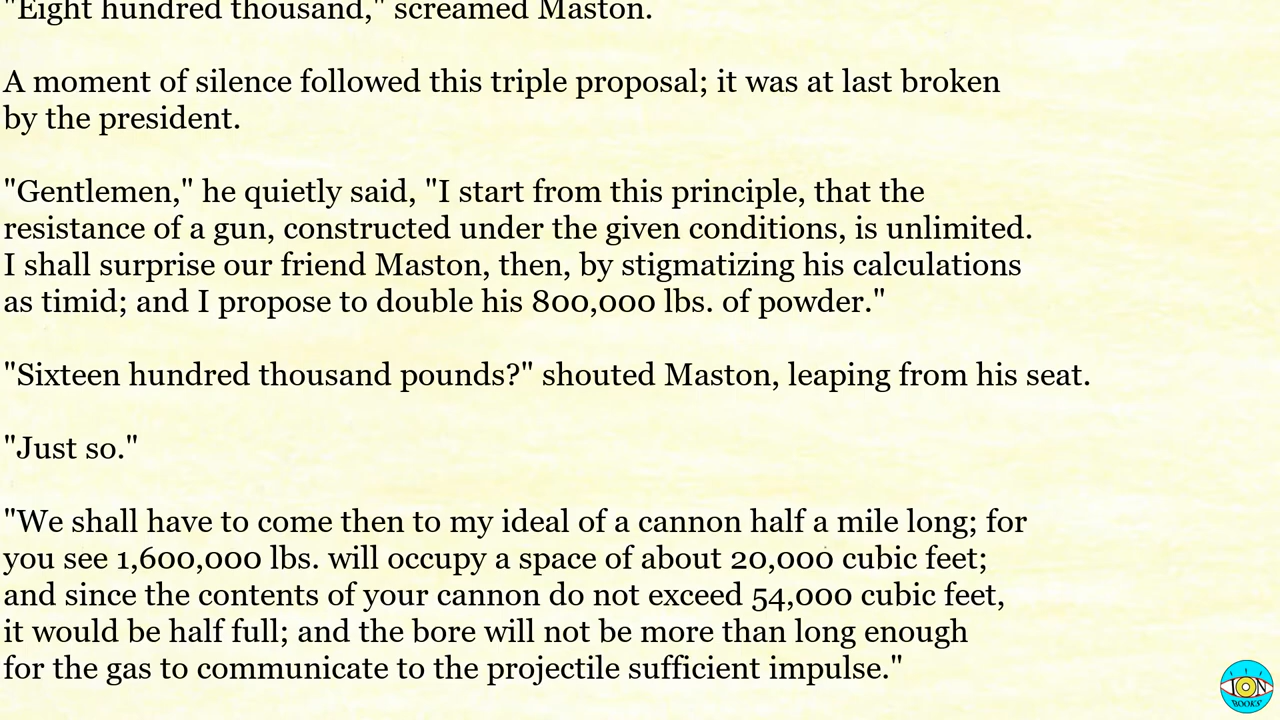 "Eight hundred thousand," screamed Maston.
A moment of silence followed this triple proposal; it was at last broken
by the president.
"Gentlemen," he quietly said, "I start from this principle, that the
resistance of a gun, constructed under the given conditions, is unlimited.
I shall surprise our friend Maston, then, by stigmatizing his calculations
as timid; and I propose to double his 800,000 lbs. of powder."
"Sixteen hundred thousand pounds?" shouted Maston, leaping from his seat.
"Just so."
"We shall have to come then to my ideal of a cannon half a mile long; for
you see 1,600,000 lbs. will occupy a space of about 20,000 cubic feet;
and since the contents of your cannon do not exceed 54,000 cubic feet,
it would be half full; and the bore will not be more than long enough
for the gas to communicate to the projectile sufficient impulse."
ION
BOOKS